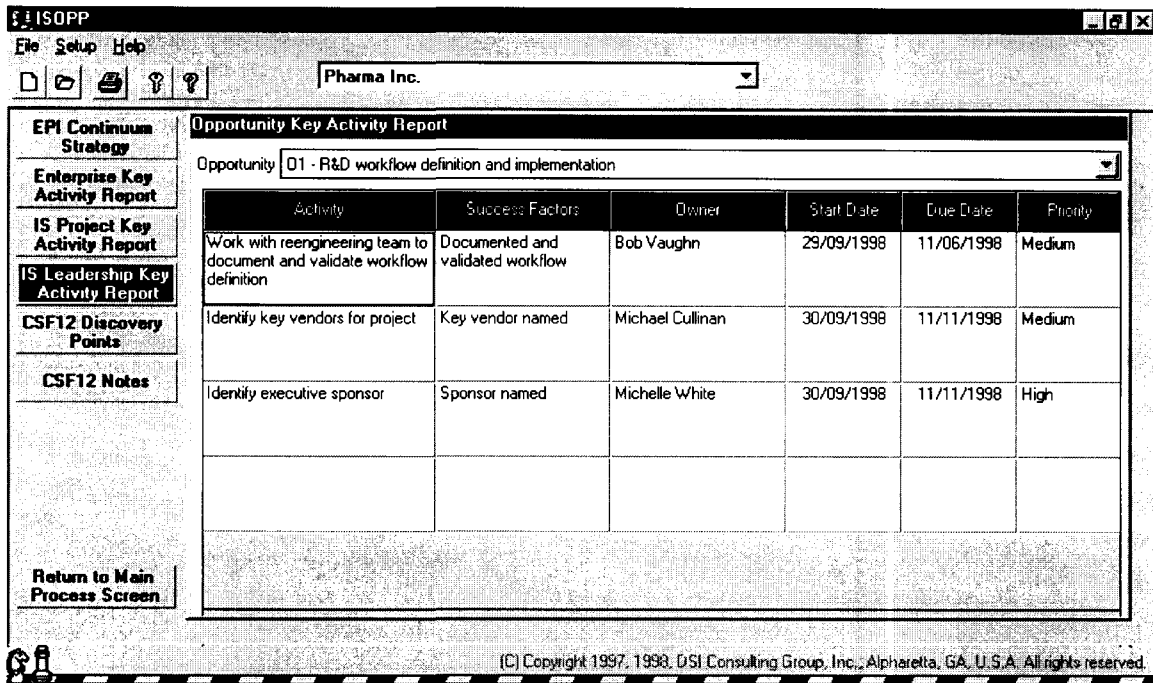 ISOPP
File Setup Help
Pharma Inc.
EPI Continuum
Strategy
Enterprise Key
Activity Report
IS Project Key
Activity Report
IS Leadership Key
Activity Report
CSF12 Discovery
Points
CSF12 Notes
Return to Main
Process Screen
Opportunity Key Activity Report
Opportunity 01 - R&D workflow definition and implementation
Activity Success Factors Owner Start Date Due Date Priority
Work with reengineering team to Documented and Bob Vaughn 29/09/1998 11/06/1998 Medium
document and validate workflow validated workflow
definition
Identify key vendors for project Key vendor named Michael Cullinan 30/09/1998 11/11/1998 Medium
Identify executive sponsor Sponsor named Michelle White 30/09/1998 11/11/1998 High
(C) Copyright 1997, 1998, DSI Consulting Group, Inc., Alpharetta, GA, U.S.A. All rights reserved.